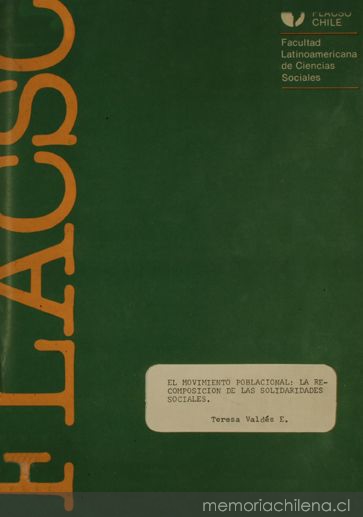 FLACSO
CHILE
Facultad
Latinoamericana
de Ciencias
Sociales
FLACSO
EL MOVIMIENTO POBLACIONAL: LA RE-
COMPOSICION DE LAS SOLIDARIDADES
SOCIALES.
Teresa Valdés E.
memoriachilena.cl